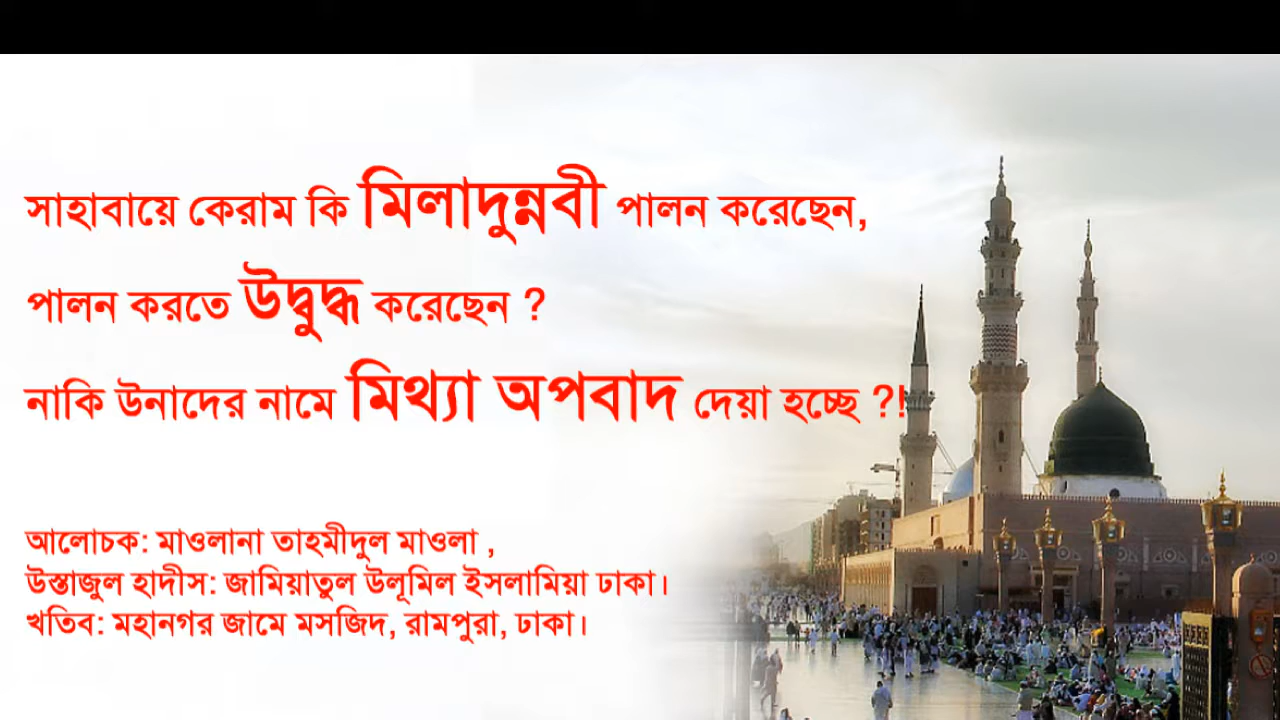 সাহাবায়ে কেরাম কি মিলাদুন্নবী পালন করেছেন,
পালন করতে উদ্বুদ্ধ করেছেন ?
নাকি উনাদের নামে মিথ্যা অপবাদ দেয়া হচ্ছে ?!
আলোচক: মাওলানা তাহমীদুল মাওলা ,
উস্তাজুল হাদীস: জামিয়াতুল উলূমিল ইসলামিয়া ঢাকা।
খতিব: মহানগর জামে মসজিদ, রামপুরা, ঢাকা।